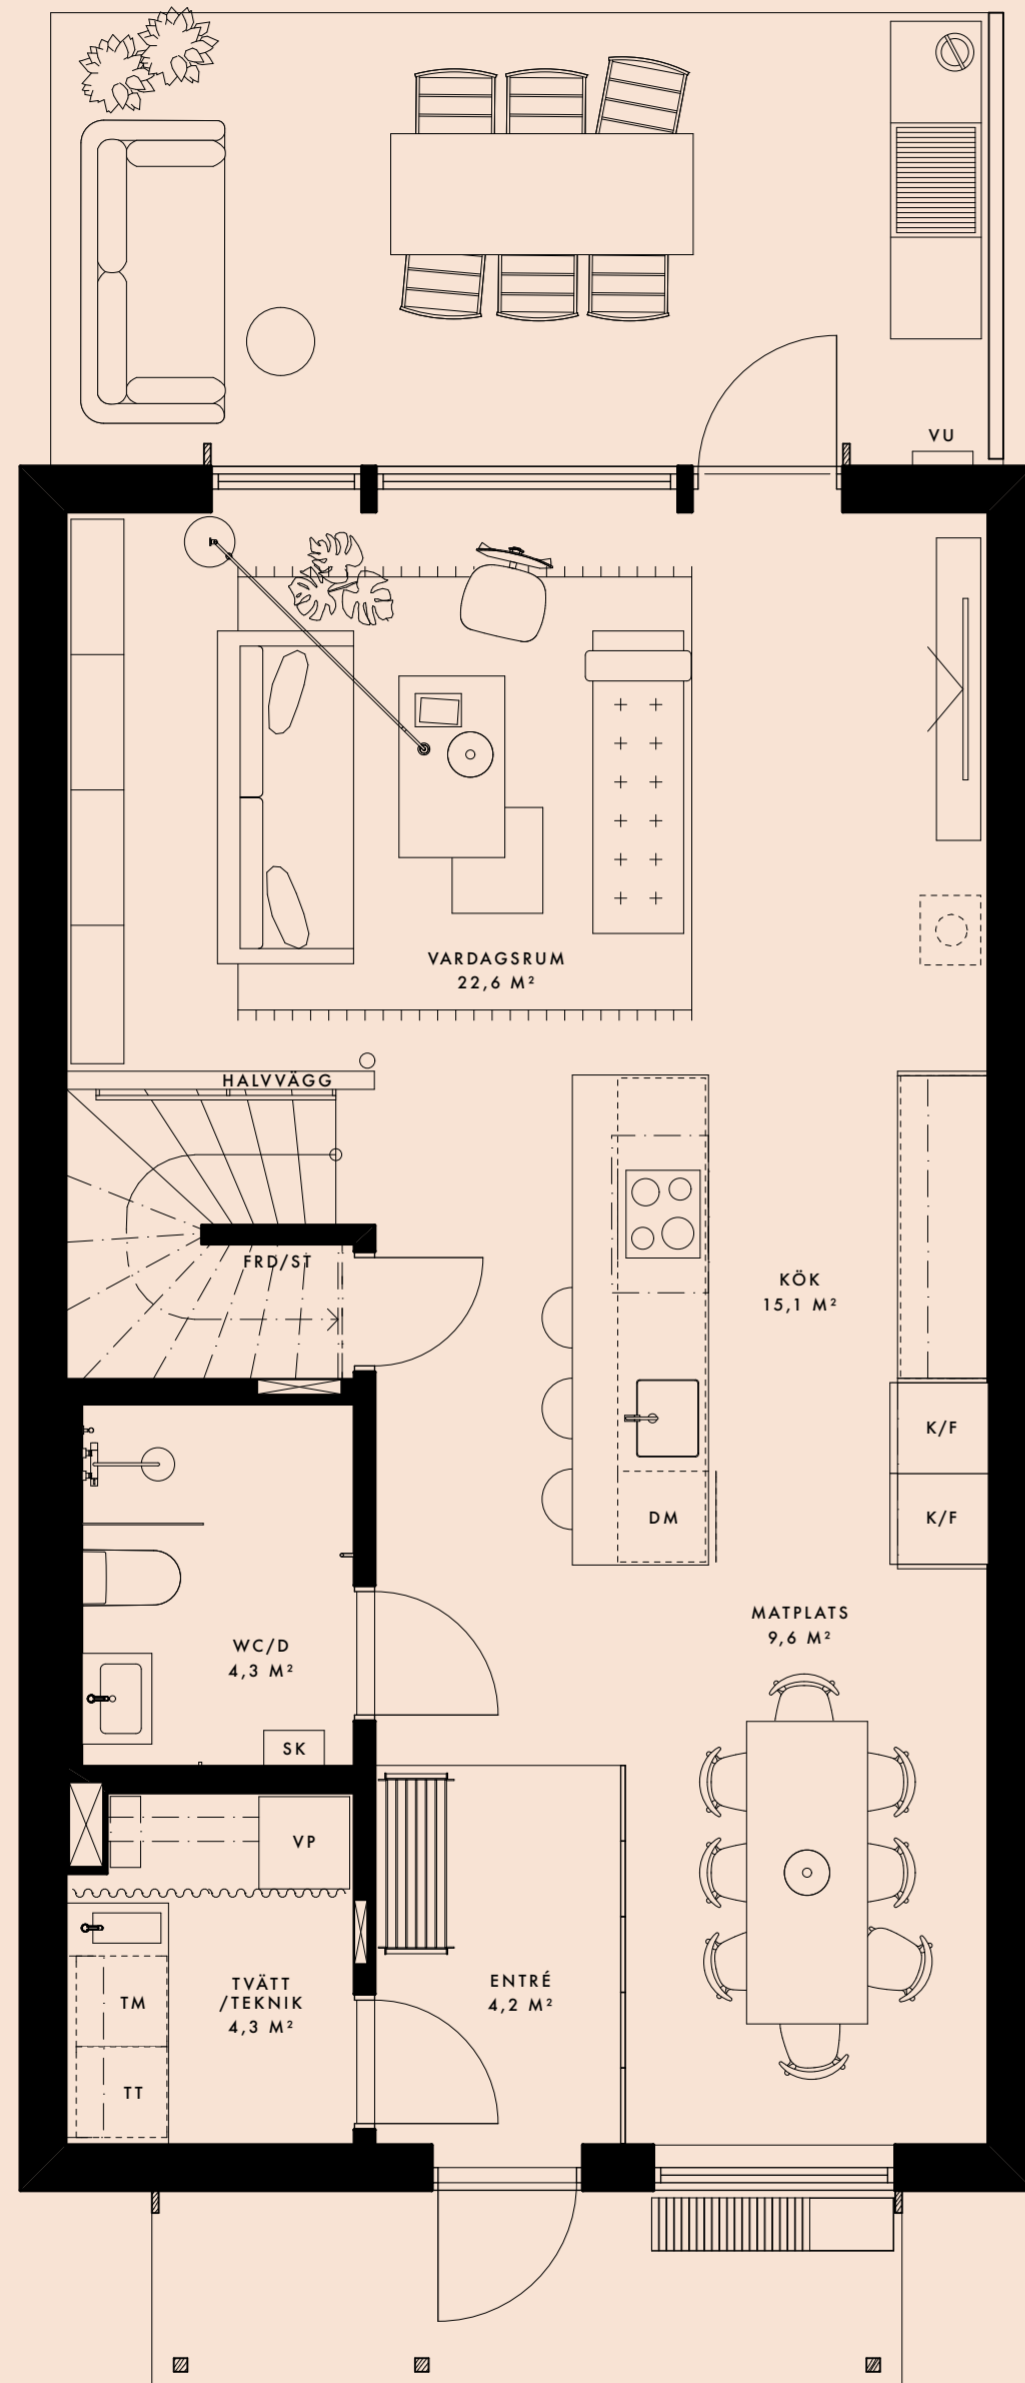 VU
VARDAGSRUM
22,6 M²
HALVVÄGG
FRD/ST
KÖK
15,1 M²
K/F
K/F
DM
MATPLATS
9,6 M²
WC/D
4,3 M²
SK
VP
TVÄTT
/TEKNIK
4,3 M²
TM
TT
ENTRÉ
4,2 M²